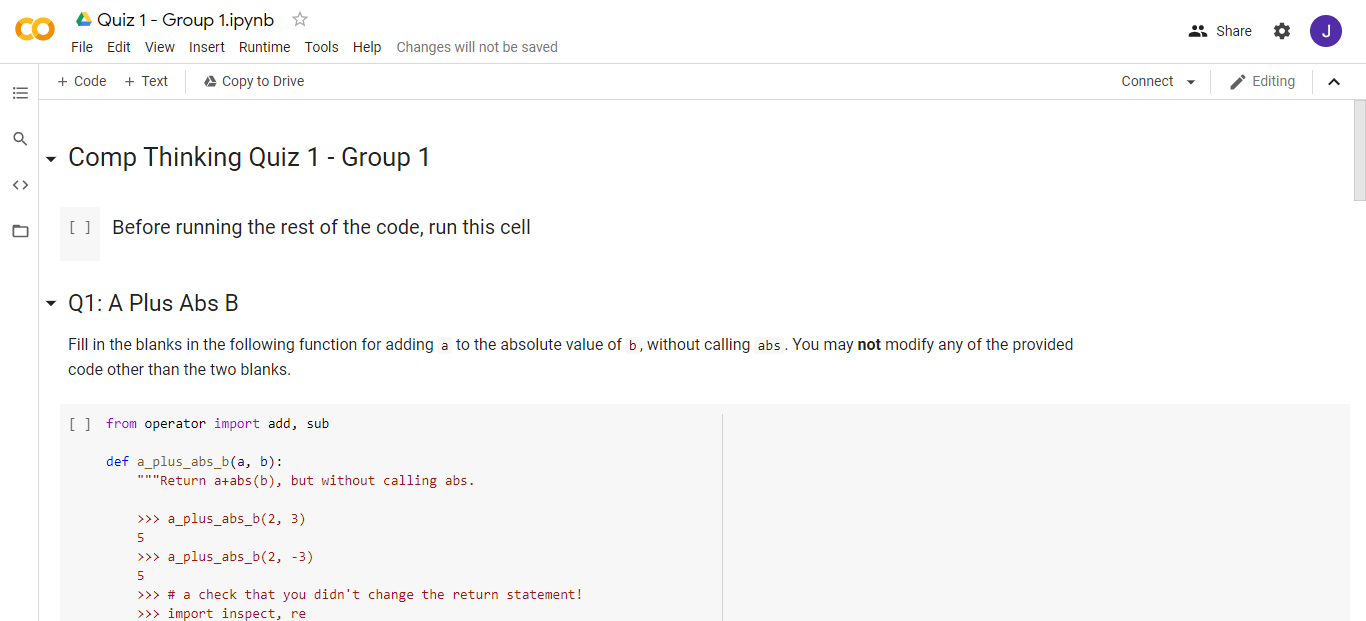 Quiz 1 - Group 1.ipynb
File Edit View Insert Runtime Tools Help Changes will not be saved
Share
J
+ Code + Text Copy to Drive
Connect
Editing
Comp Thinking Quiz 1 - Group 1
[ ] Before running the rest of the code, run this cell
Q1: A Plus Abs B
Fill in the blanks in the following function for adding a to the absolute value of b, without calling abs. You may not modify any of the provided
code other than the two blanks.
[ ] from operator import add, sub
def a_plus_abs_b(a, b):
"""Return a+abs(b), but without calling abs.
>>> a_plus_abs_b(2, 3)
5
>>> a_plus_abs_b(2, -3)
5
>>> # a check that you didn't change the return statement!
>>> import inspect, re